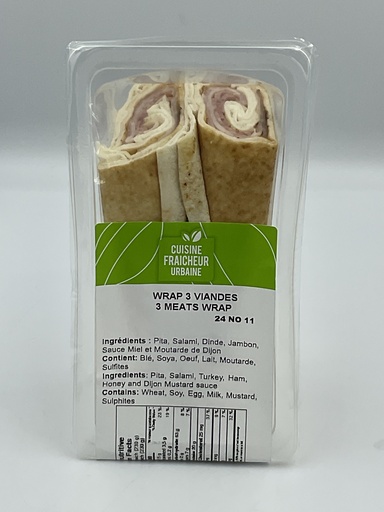 CUISINE
FRAICHEUR
URBAINE
WRAP 3 VIANDES
3 MEATS WRAP
24 NO 11
Ingrédients : Pita, Salami, Dinde, Jambon,
Sauce Miel et Moutarde de Dijon
Contient: Blé, Soya, Oeuf, Lait, Moutarde,
Sulfites
Ingredients: Pita, Salami, Turkey, Ham,
Honey and Dijon Mustard sauce
Contains: Wheat, Soy, Egg, Milk, Mustard,
Sulphites